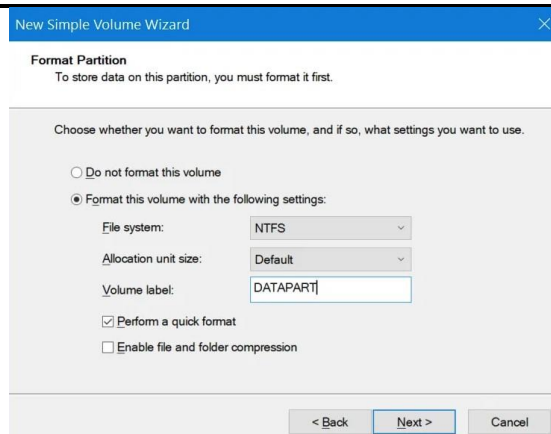 New Simple Volume Wizard
Format Partition
To store data on this partition, you must format it first.
Choose whether you want to format this volume, and if so, what settings you want to use.
Do not format this volume
Format this volume with the following settings:
File system: NTFS
Allocation unit size: Default
Volume label: DATAPART
Perform a quick format
Enable file and folder compression
< Back Next > Cancel